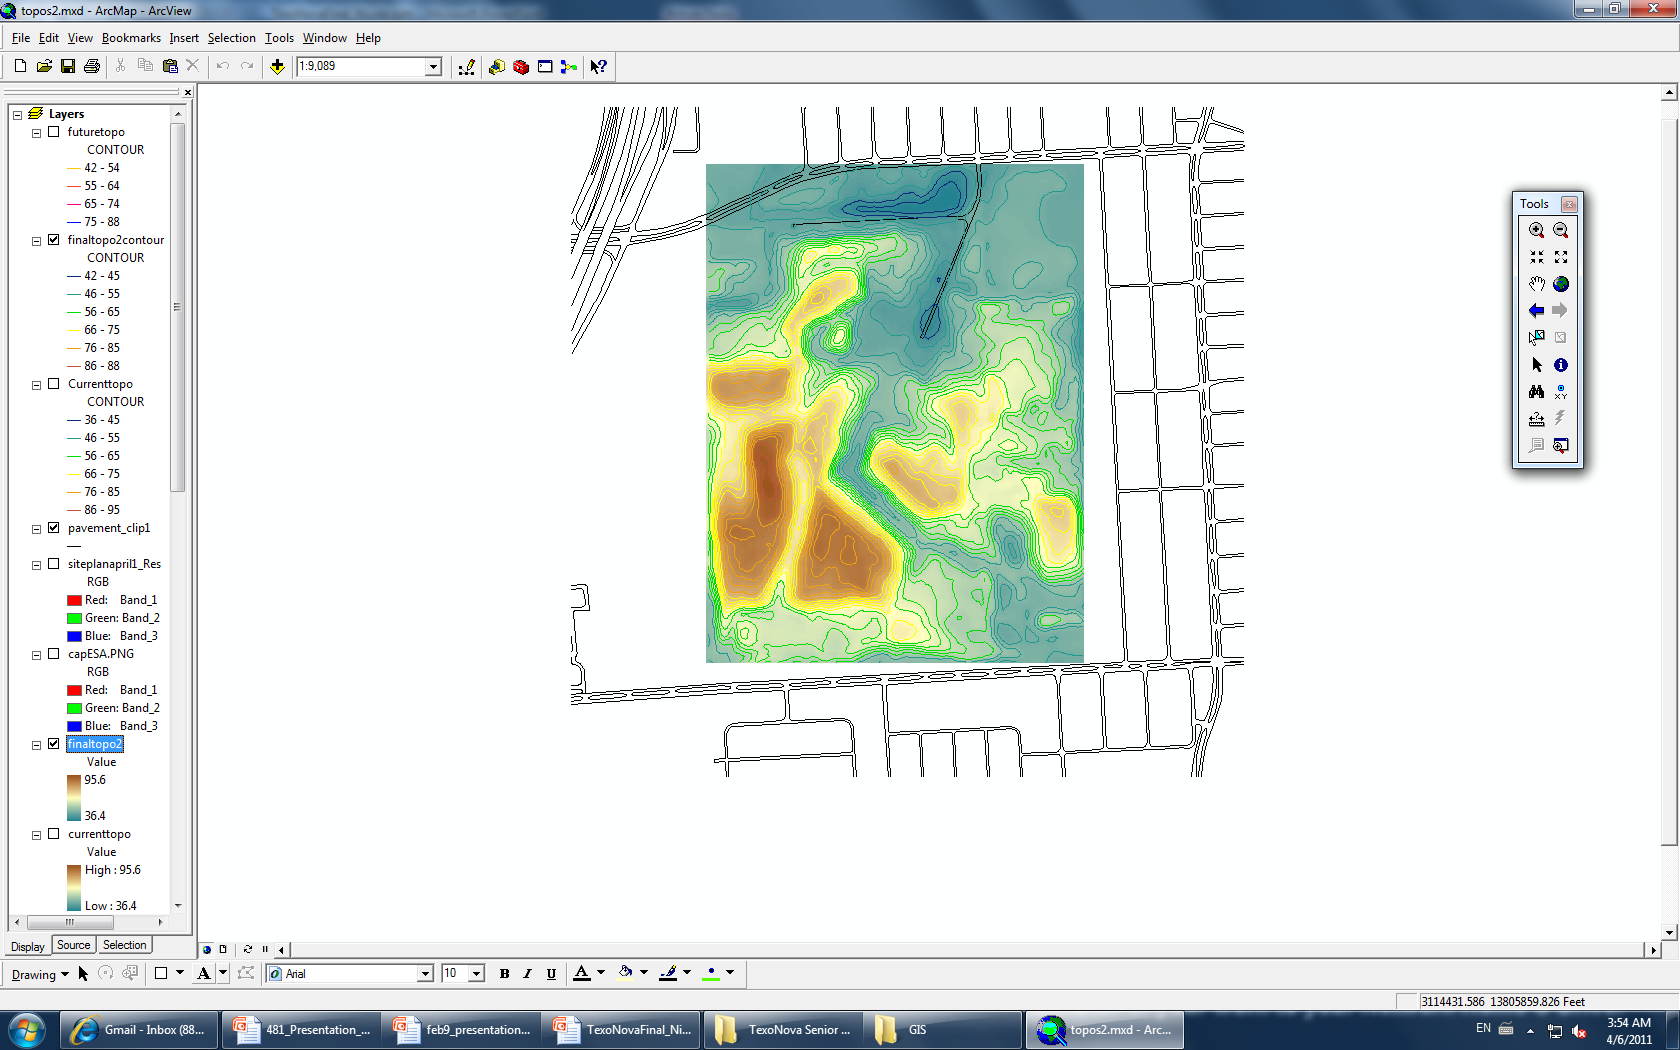 topos2.mxd - ArcMap - ArcView
File Edit View Bookmarks Insert Selection Tools Window Help
1:9,089
Layers
futuretopo
CONTOUR
42 - 54
55 - 64
65 - 74
75 - 88
finaltopo2contour
CONTOUR
42 - 45
46 - 55
56 - 65
66 - 75
76 - 85
86 - 88
Currenttopo
CONTOUR
36 - 45
46 - 55
56 - 65
66 - 75
76 - 85
86 - 95
pavement_clip1
siteplanapril1_Res
RGB
Red: Band_1
Green: Band_2
Blue: Band_3
capESA.PNG
RGB
Red: Band_1
Green: Band_2
Blue: Band_3
finaltopo2
Value
95.6
36.4
currenttopo
Value
High : 95.6
Low : 36.4
Display Source Selection
Tools
XY
Drawing
A
Arial
10
B I U A
3114431.586 13805859.826 Feet
Gmail - Inbox (88...
481_Presentation_...
feb9_presentation...
TexoNovaFinal_Ni...
TexoNova Senior ...
GIS
topos2.mxd - Arc...
EN
3:54 AM
4/6/2011